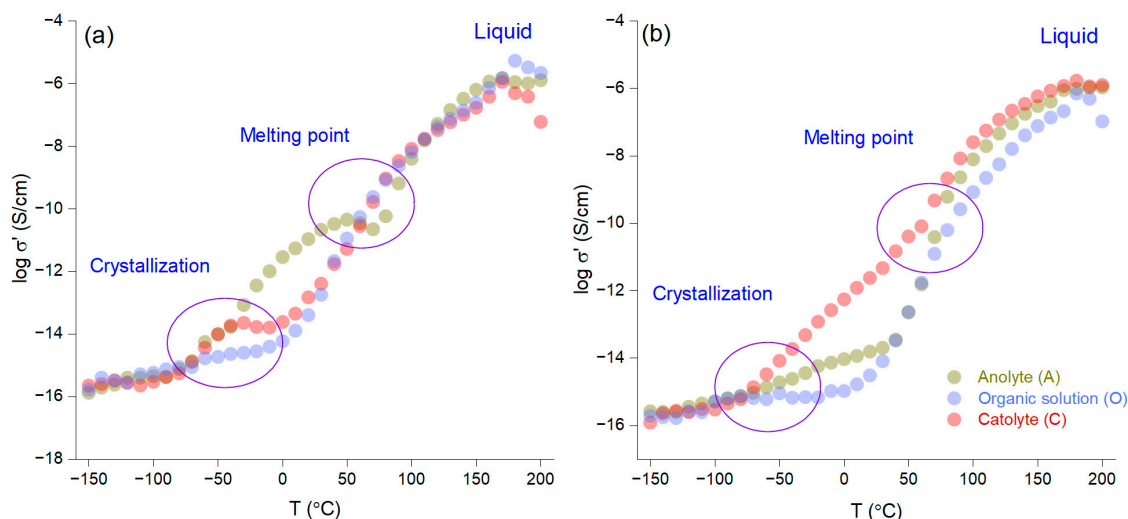 (a)
Liquid
Melting point
Crystallization
log σ' (S/cm)
−4
−6
−8
−10
−12
−14
−16
−18
−150
−100
−50
0
50
100
150
200
T (°C)
(b)
Liquid
Melting point
Crystallization
log σ' (S/cm)
−4
−6
−8
−10
−12
−14
−16
−150
−100
−50
0
50
100
150
200
T (°C)
Anolyte (A)
Organic solution (O)
Catolyte (C)